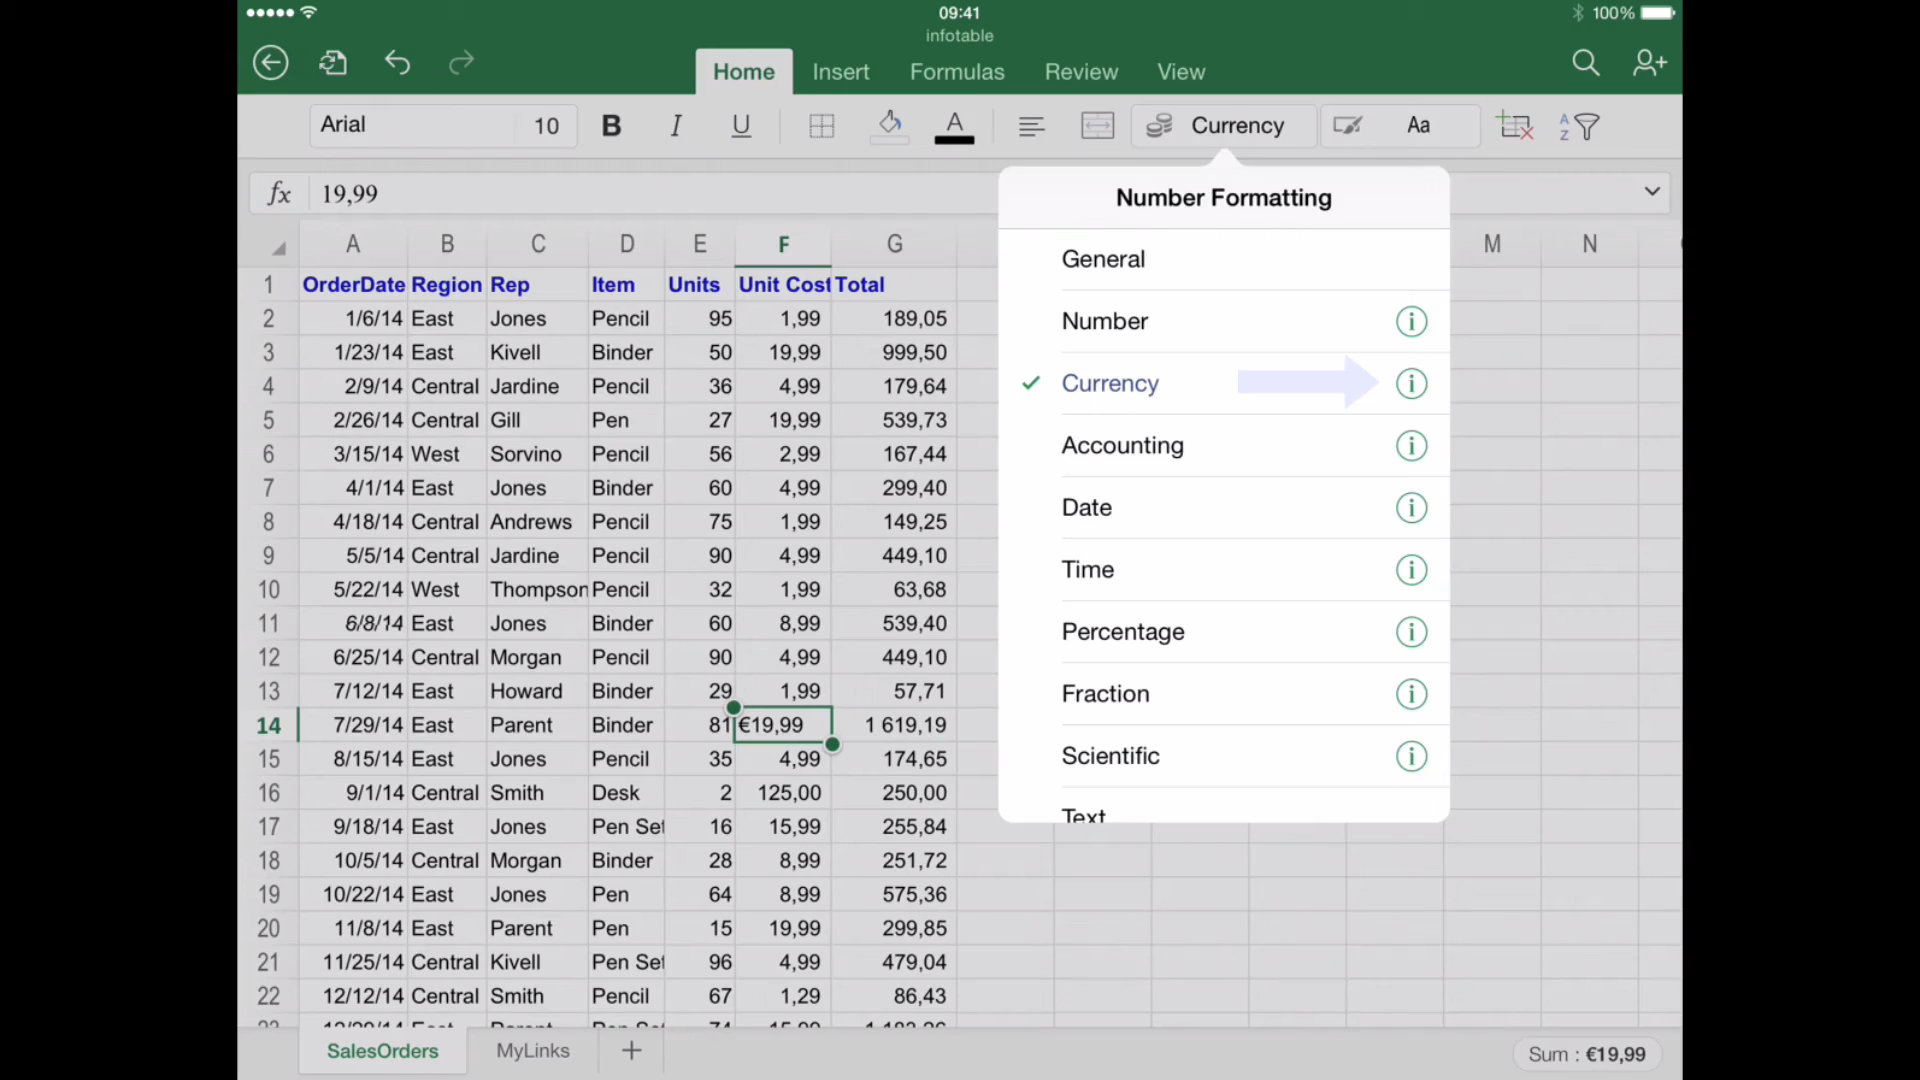 09:41
100%
infotable
Home Insert Formulas Review View
Arial 10 B I U A Currency Aa A Z
fx 19,99
Number Formatting
General
Number
Currency
Accounting
Date
Time
Percentage
Fraction
Scientific
Text
A B C D E F G M N
1 OrderDate Region Rep Item Units Unit Cost Total
2 1/6/14 East Jones Pencil 95 1,99 189,05
3 1/23/14 East Kivell Binder 50 19,99 999,50
4 2/9/14 Central Jardine Pencil 36 4,99 179,64
5 2/26/14 Central Gill Pen 27 19,99 539,73
6 3/15/14 West Sorvino Pencil 56 2,99 167,44
7 4/1/14 East Jones Binder 60 4,99 299,40
8 4/18/14 Central Andrews Pencil 75 1,99 149,25
9 5/5/14 Central Jardine Pencil 90 4,99 449,10
10 5/22/14 West Thompson Pencil 32 1,99 63,68
11 6/8/14 East Jones Binder 60 8,99 539,40
12 6/25/14 Central Morgan Pencil 90 4,99 449,10
13 7/12/14 East Howard Binder 29 1,99 57,71
14 7/29/14 East Parent Binder 81 €19,99 1 619,19
15 8/15/14 East Jones Pencil 35 4,99 174,65
16 9/1/14 Central Smith Desk 2 125,00 250,00
17 9/18/14 East Jones Pen Set 16 15,99 255,84
18 10/5/14 Central Morgan Binder 28 8,99 251,72
19 10/22/14 East Jones Pen 64 8,99 575,36
20 11/8/14 East Parent Pen 15 19,99 299,85
21 11/25/14 Central Kivell Pen Set 96 4,99 479,04
22 12/12/14 Central Smith Pencil 67 1,29 86,43
SalesOrders MyLinks
Sum : €19,99